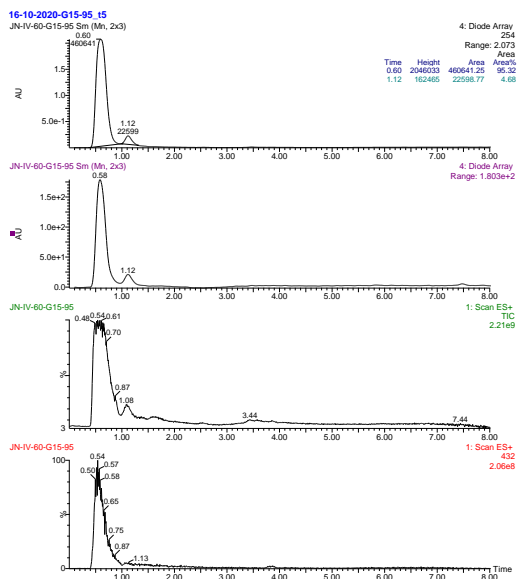 16-10-2020-G15-95_t5
JN-IV-60-G15-95 Sm (Mn, 2x3)
4: Diode Array
254
Range: 2.073
Area
Time Height Area Area%
0.60 2046033 460641.25 95.32
1.12 162465 22598.77 4.68
AU
1.5
1.0
5.0e-1
0.60
460641
1.12
22599
1.00 2.00 3.00 4.00 5.00 6.00 7.00 8.00
JN-IV-60-G15-95 Sm (Mn, 2x3)
4: Diode Array
Range: 1.803e+2
AU
1.5e+2
1.0e+2
5.0e+1
0.0
0.58
1.12
1.00 2.00 3.00 4.00 5.00 6.00 7.00 8.00
JN-IV-60-G15-95
1: Scan ES+
TIC
2.21e9
%
3
0.48 0.54 0.61
0.70
0.87
1.08
3.44
7.44
1.00 2.00 3.00 4.00 5.00 6.00 7.00 8.00
JN-IV-60-G15-95
1: Scan ES+
432
2.06e8
%
100
0
0.54
0.50 0.57
0.58
0.65
0.75
0.87
1.13
1.00 2.00 3.00 4.00 5.00 6.00 7.00 8.00
Time